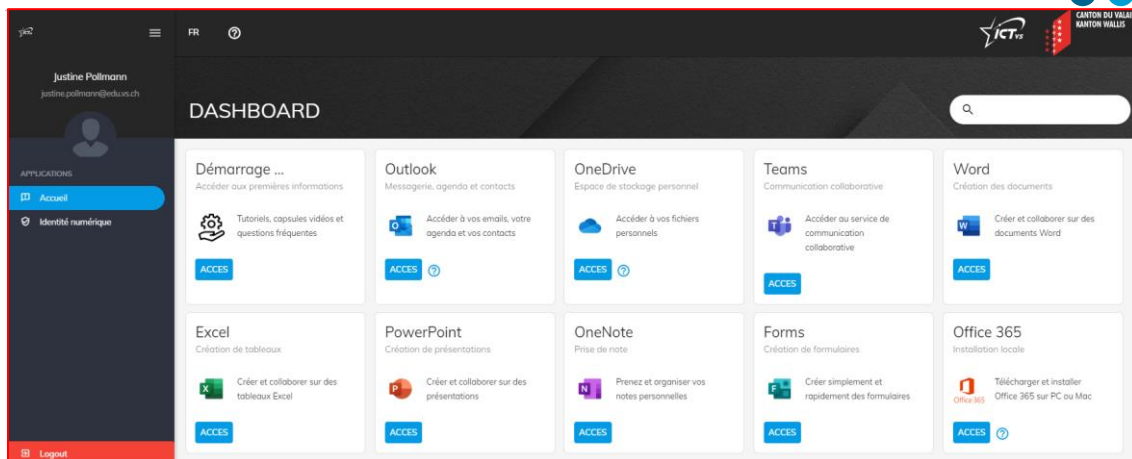 FR
ICTvs
CANTON DU VALAI
KANTON WALLIS
Justine Pollmann
justine.pollmann@edu.vs.ch
APPLICATIONS
Accueil
Identité numérique
Logout
DASHBOARD
Démarrage ...
Accéder aux premières informations
Tutoriels, capsules vidéos et
questions fréquentes
ACCES
Outlook
Messagerie, agenda et contacts
Accéder à vos emails, votre
agenda et vos contacts
ACCES
OneDrive
Espace de stockage personnel
Accéder à vos fichiers
personnels
ACCES
Teams
Communication collaborative
Accéder au service de
communication
collaborative
ACCES
Word
Création des documents
Créer et collaborer sur des
documents Word
ACCES
Excel
Création de tableaux
Créer et collaborer sur des
tableaux Excel
ACCES
PowerPoint
Création de présentations
Créer et collaborer sur des
présentations
ACCES
OneNote
Prise de note
Prenez et organiser vos
notes personnelles
ACCES
Forms
Création de formulaires
Créer simplement et
rapidement des formulaires
ACCES
Office 365
Installation locale
Office 365
Télécharger et installer
Office 365 sur PC ou Mac
ACCES